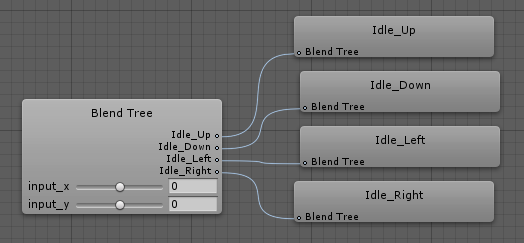 Blend Tree
Idle_Up
Idle_Down
Idle_Left
Idle_Right
input_x 0
input_y 0
Idle_Up
Blend Tree
Idle_Down
Blend Tree
Idle_Left
Blend Tree
Idle_Right
Blend Tree